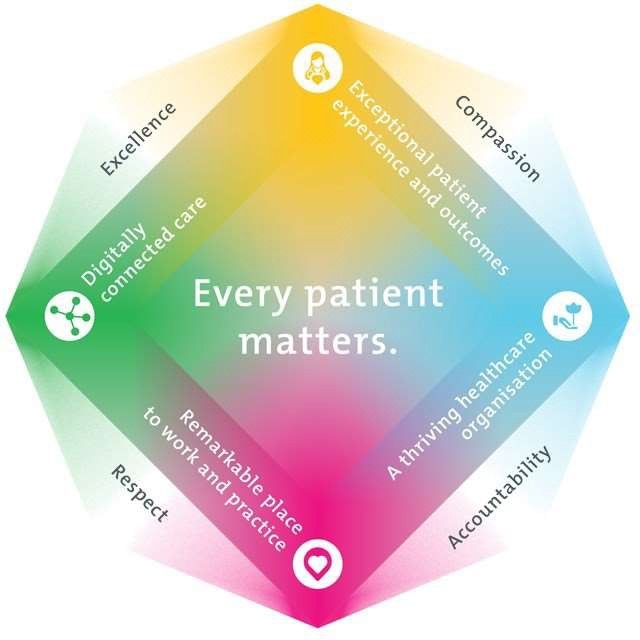 Excellence
Compassion
Exceptional patient
experience and outcomes
Digitally
connected care
Every patient
matters.
A thriving healthcare
organisation
Remarkable place
to work and practice
Respect
Accountability